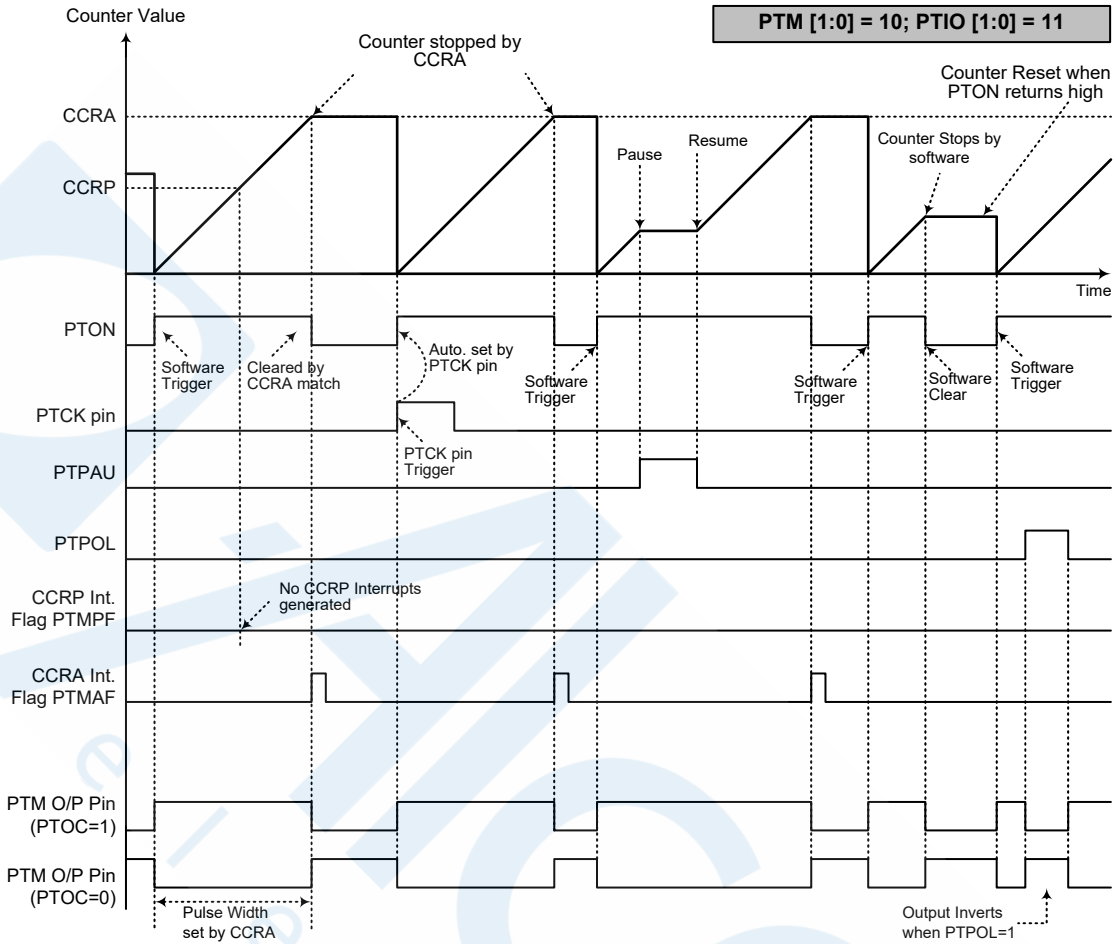 Counter Value
PTM [1:0] = 10; PTIO [1:0] = 11
Counter stopped by
CCRA
Counter Reset when
PTON returns high
CCRA
Pause
Resume
Counter Stops by
software
CCRP
Time
PTON
Software
Trigger
Cleared by
CCRA match
Auto. set by
PTCK pin
Software
Trigger
Software
Trigger
Software
Clear
Software
Trigger
PTCK pin
PTCK pin
Trigger
PTPAU
PTPOL
CCRP Int.
Flag PTMPF
No CCRP Interrupts
generated
CCRA Int.
Flag PTMAF
PTM O/P Pin
(PTOC=1)
PTM O/P Pin
(PTOC=0)
Pulse Width
set by CCRA
Output Inverts
when PTPOL=1